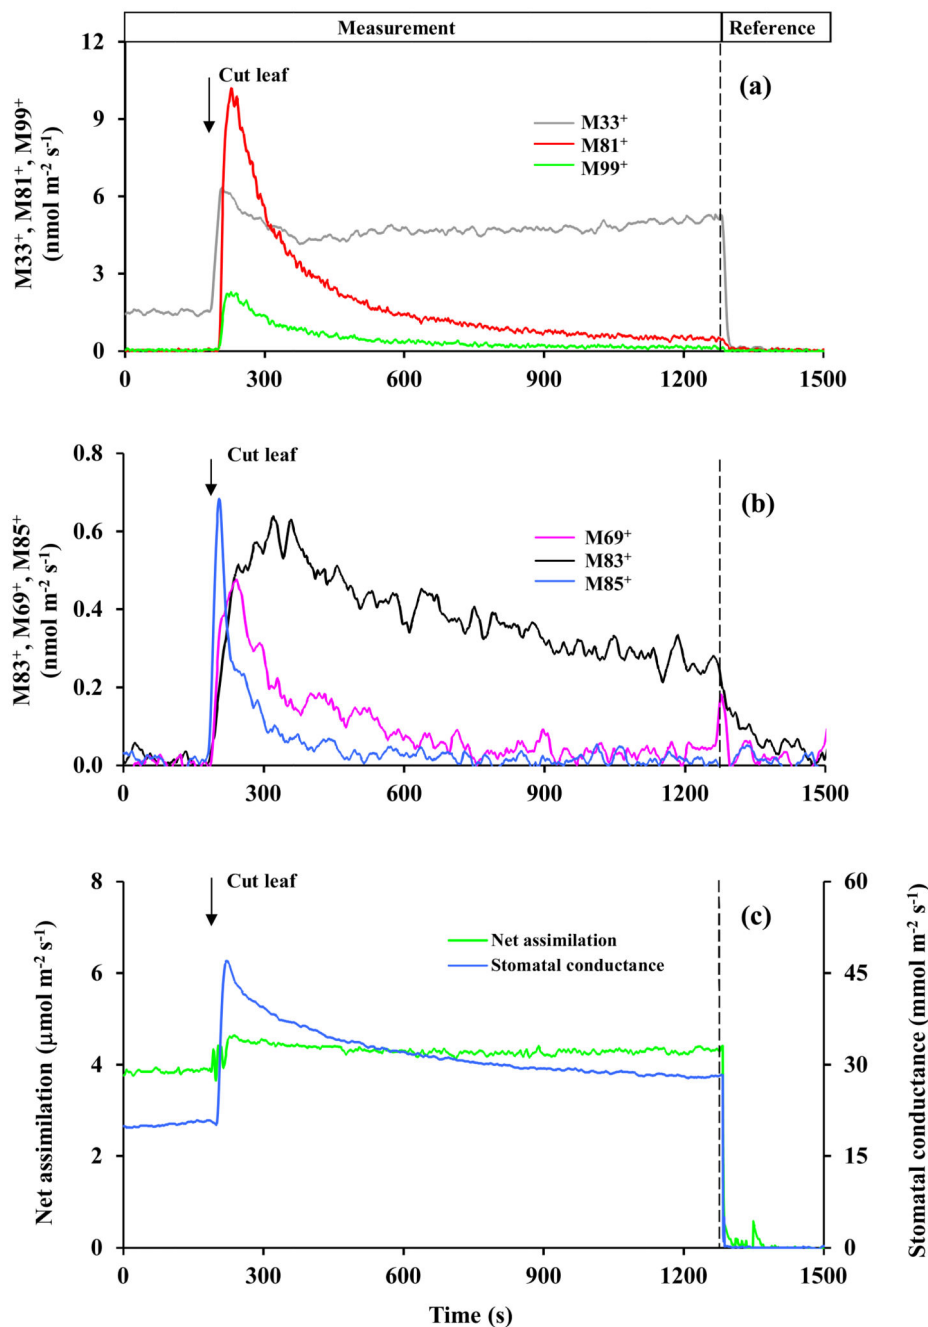 Measurement Reference
12
Cut leaf
(a)
9
M33⁺
M81⁺
M99⁺
M33⁺, M81⁺, M99⁺
(nmol m⁻² s⁻¹)
6
3
0
0 300 600 900 1200 1500
0.8
Cut leaf
(b)
0.6
M69⁺
M83⁺
M85⁺
M83⁺, M69⁺, M85⁺
(nmol m⁻² s⁻¹)
0.4
0.2
0.0
0 300 600 900 1200 1500
8 60
Cut leaf
(c)
Net assimilation
Stomatal conductance
6 45
Net assimilation (µmol m⁻² s⁻¹)
Stomatal conductance (mmol m⁻² s⁻¹)
4 30
2 15
0 0
0 300 600 900 1200 1500
Time (s)